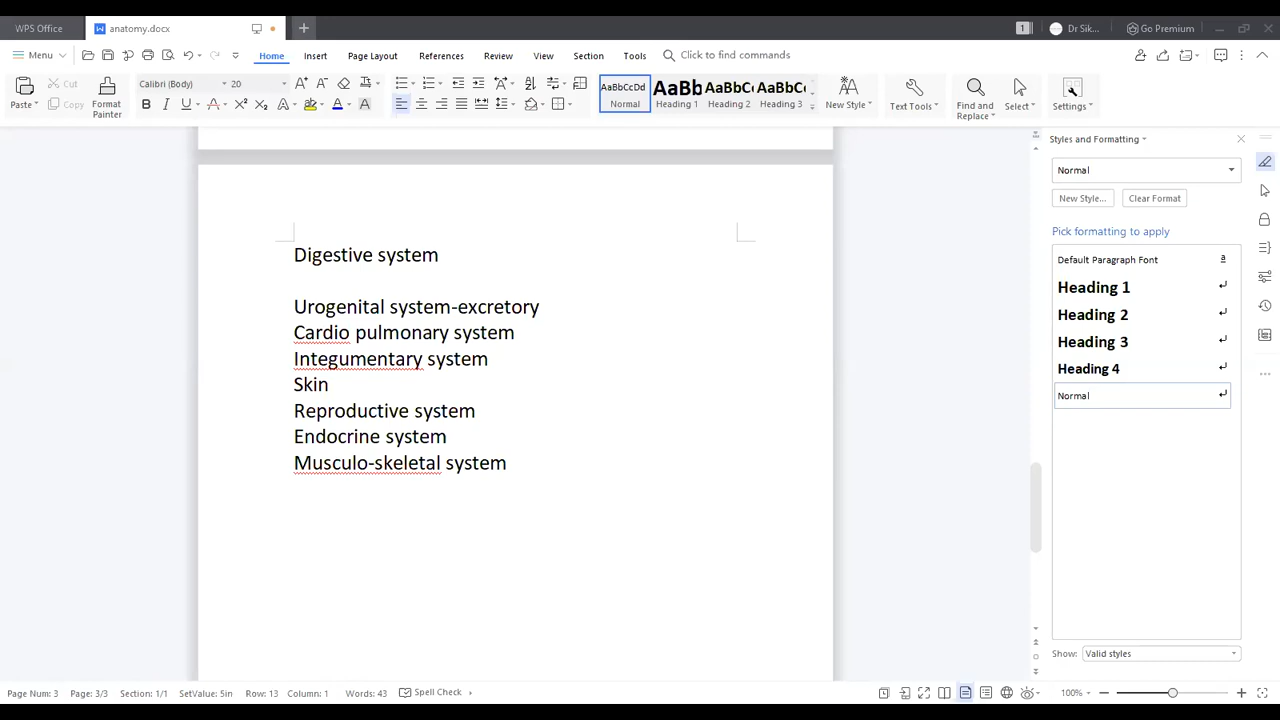 WPS Office
anatomy.docx
1
Dr Sik...
Go Premium
Menu
Home
Insert
Page Layout
References
Review
View
Section
Tools
Click to find commands
Paste
Cut
Copy
Format
Painter
Calibri (Body)
20
AaBbCcDd
Normal
AaBb
Heading 1
AaBbC
Heading 2
AaBbC
Heading 3
New Style
Text Tools
Find and
Replace
Select
Settings
Digestive system
Urogenital system-excretory
Cardio pulmonary system
Integumentary system
Skin
Reproductive system
Endocrine system
Musculo-skeletal system
Styles and Formatting
Normal
New Style...
Clear Format
Pick formatting to apply
Default Paragraph Font a
Heading 1
Heading 2
Heading 3
Heading 4
Normal
Show: Valid styles
Page Num: 3 Page: 3/3 Section: 1/1 SetValue: 5in Row: 13 Column: 1 Words: 43 Spell Check 100%